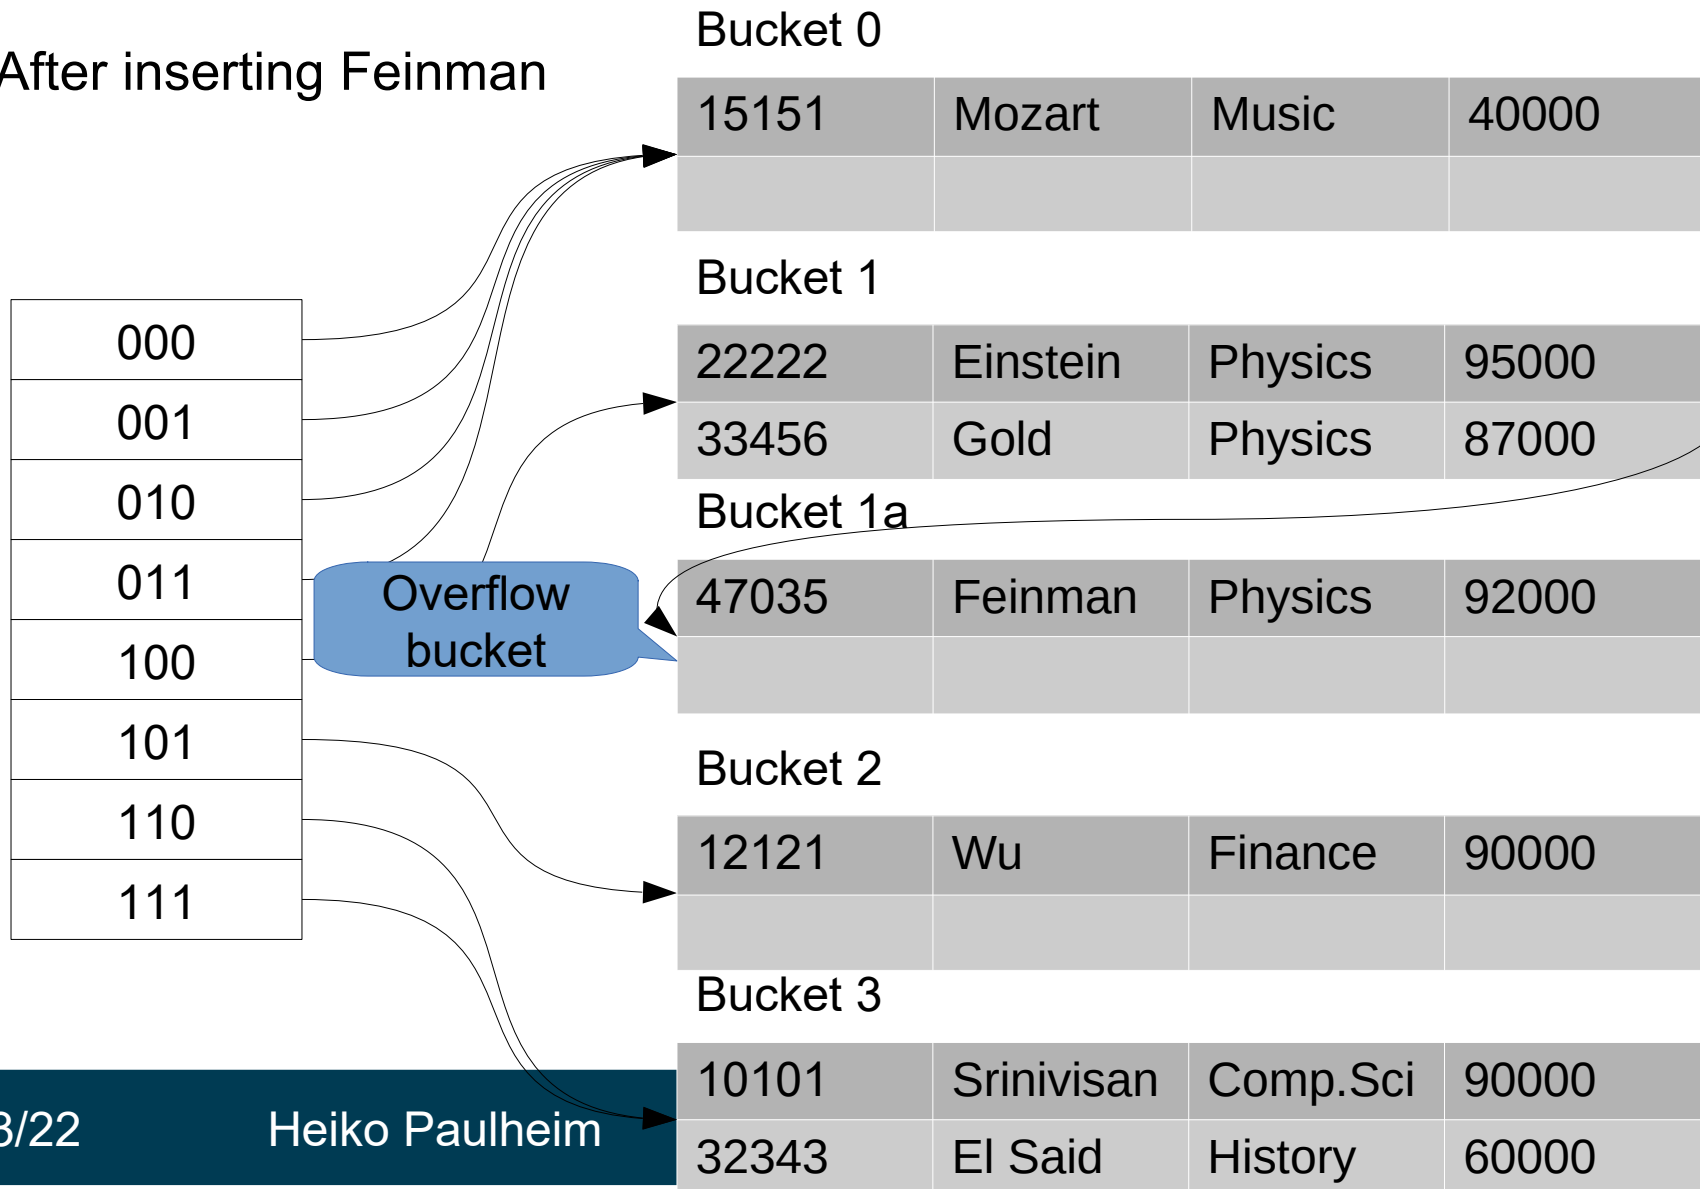 After inserting Feinman
000
001
010
011
100
101
110
111
Overflow
bucket
Bucket 0
15151 Mozart Music 40000
Bucket 1
22222 Einstein Physics 95000
33456 Gold Physics 87000
Bucket 1a
47035 Feinman Physics 92000
Bucket 2
12121 Wu Finance 90000
Bucket 3
10101 Srinivisan Comp.Sci 90000
32343 El Said History 60000
3/22 Heiko Paulheim